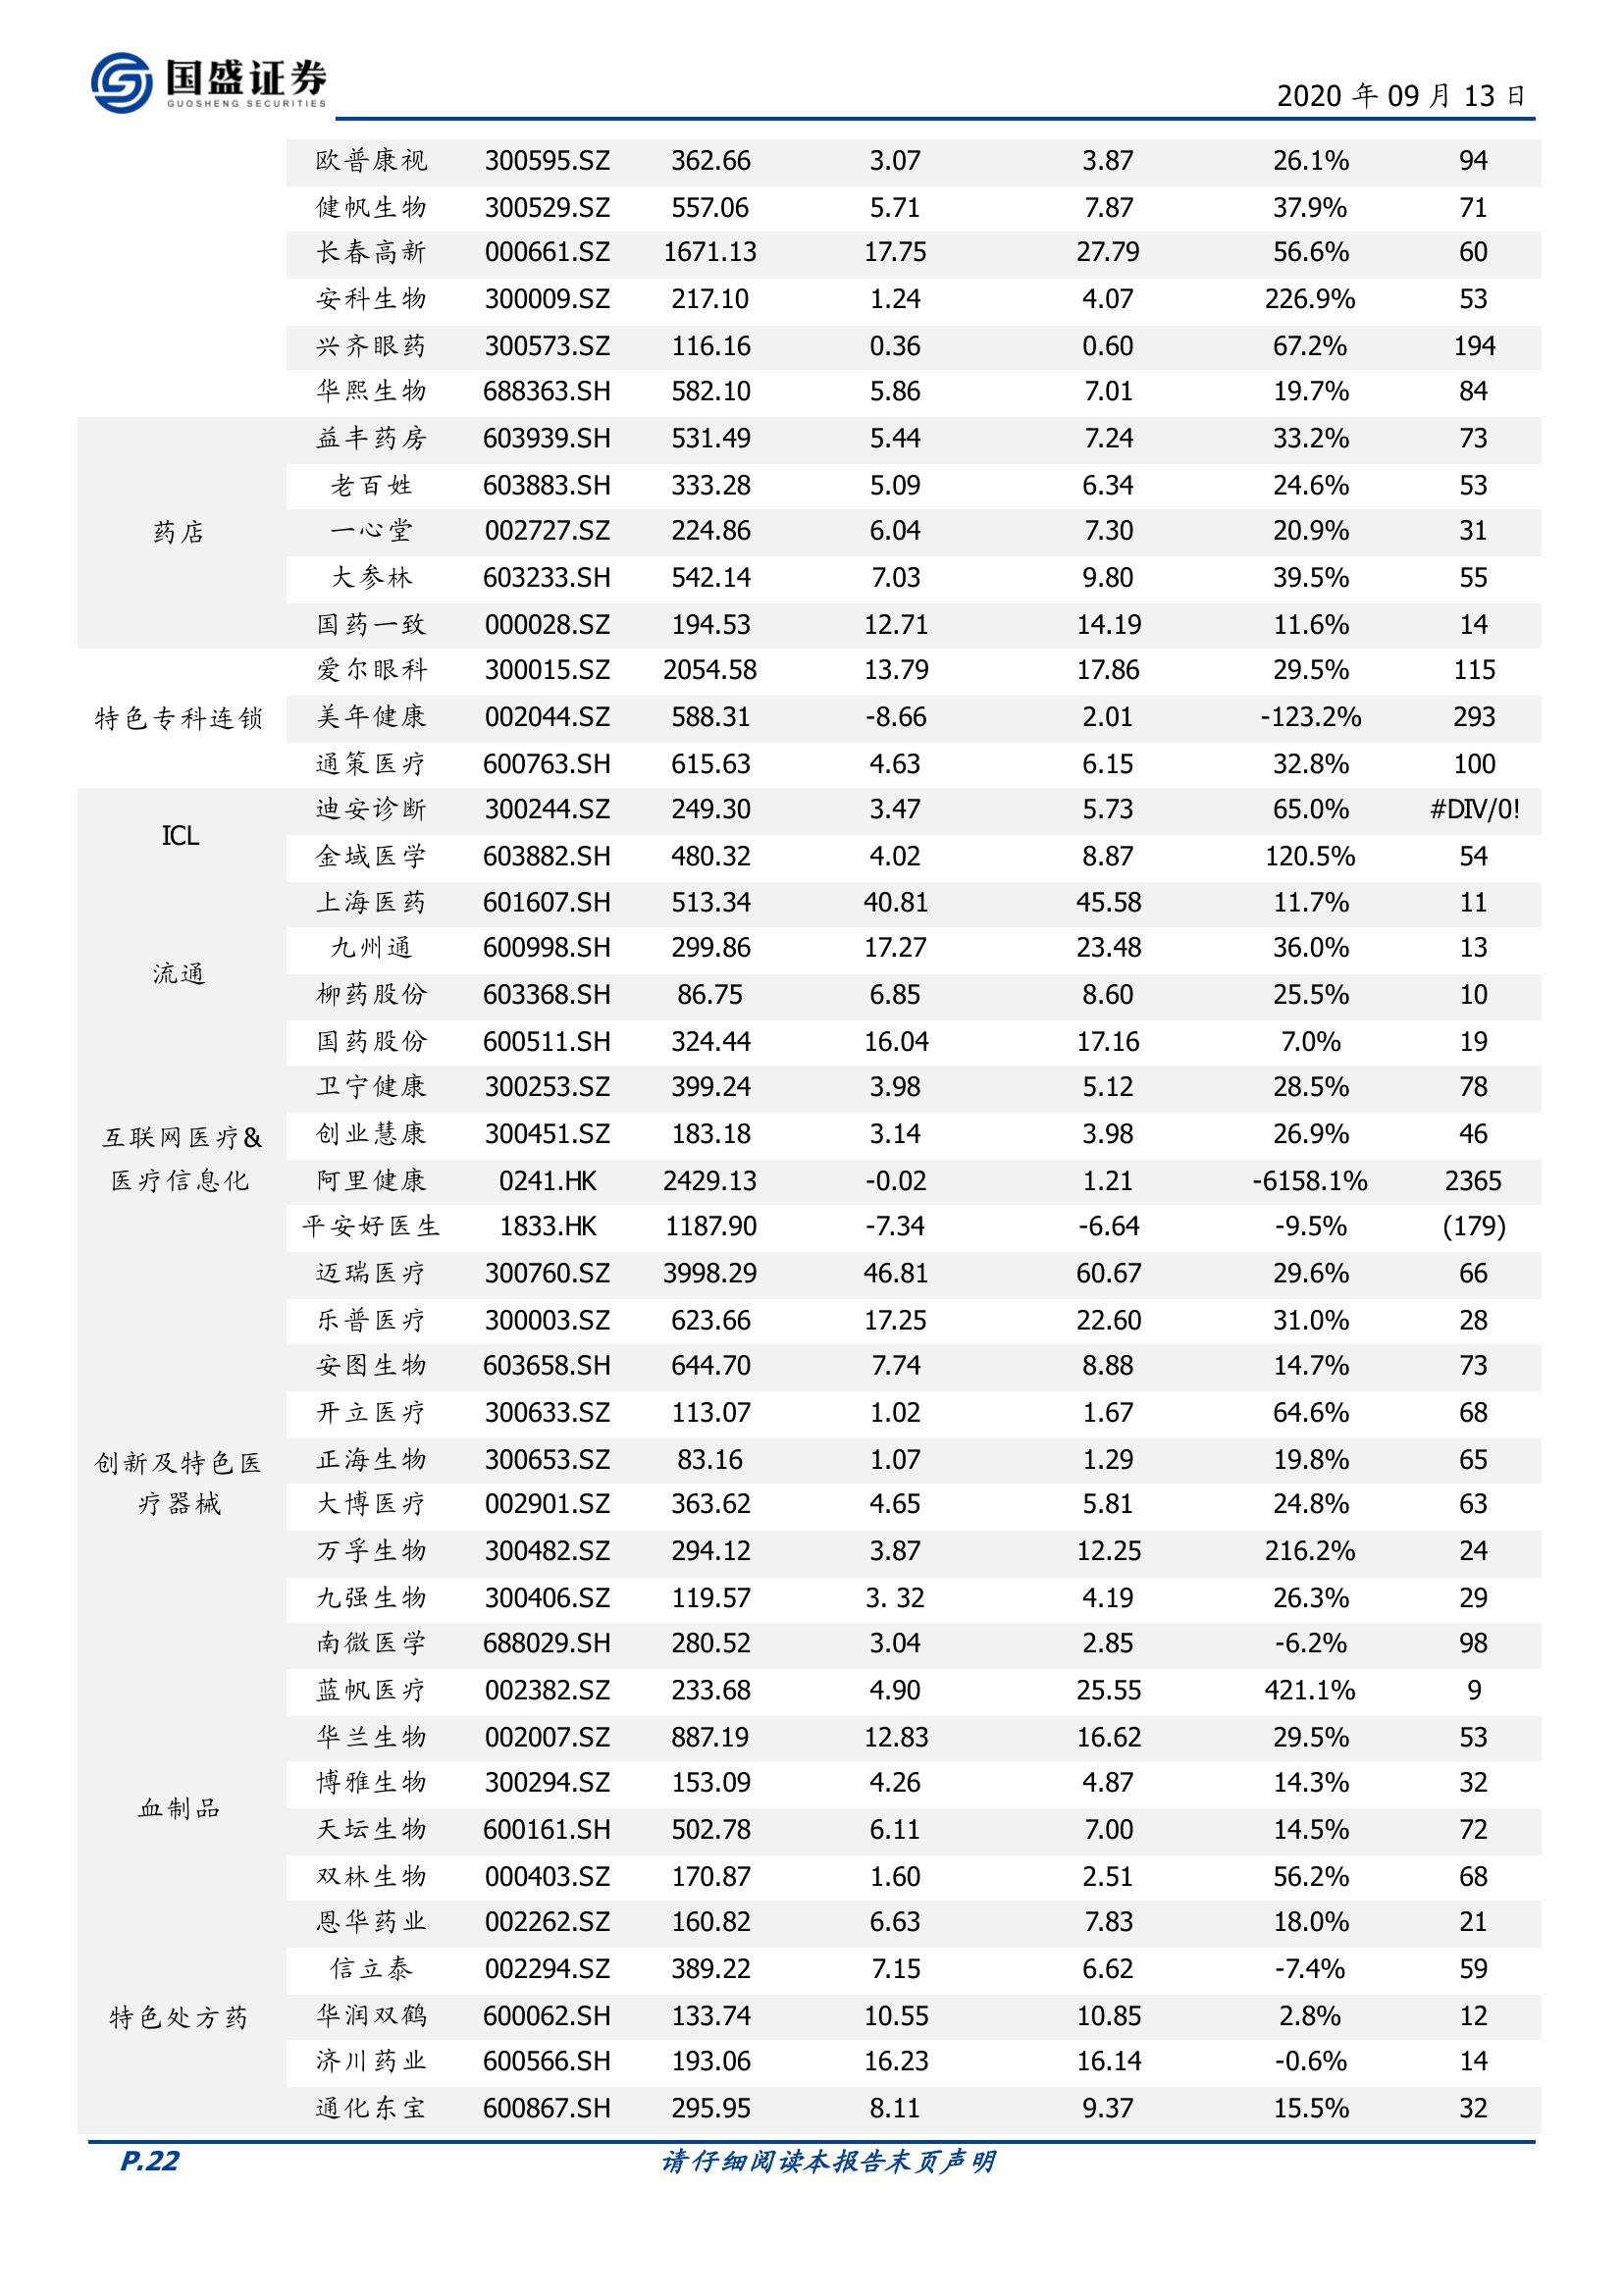 国盛证券
GUOSHENG SECURITIES
2020 年 09 月 13 日
欧普康视 300595.SZ 362.66 3.07 3.87 26.1% 94
健帆生物 300529.SZ 557.06 5.71 7.87 37.9% 71
长春高新 000661.SZ 1671.13 17.75 27.79 56.6% 60
安科生物 300009.SZ 217.10 1.24 4.07 226.9% 53
兴齐眼药 300573.SZ 116.16 0.36 0.60 67.2% 194
华熙生物 688363.SH 582.10 5.86 7.01 19.7% 84
益丰药房 603939.SH 531.49 5.44 7.24 33.2% 73
老百姓 603883.SH 333.28 5.09 6.34 24.6% 53
药店 一心堂 002727.SZ 224.86 6.04 7.30 20.9% 31
大参林 603233.SH 542.14 7.03 9.80 39.5% 55
国药一致 000028.SZ 194.53 12.71 14.19 11.6% 14
爱尔眼科 300015.SZ 2054.58 13.79 17.86 29.5% 115
特色专科连锁 美年健康 002044.SZ 588.31 -8.66 2.01 -123.2% 293
通策医疗 600763.SH 615.63 4.63 6.15 32.8% 100
迪安诊断 300244.SZ 249.30 3.47 5.73 65.0% #DIV/0!
ICL
金域医学 603882.SH 480.32 4.02 8.87 120.5% 54
上海医药 601607.SH 513.34 40.81 45.58 11.7% 11
九州通 600998.SH 299.86 17.27 23.48 36.0% 13
流通
柳药股份 603368.SH 86.75 6.85 8.60 25.5% 10
国药股份 600511.SH 324.44 16.04 17.16 7.0% 19
卫宁健康 300253.SZ 399.24 3.98 5.12 28.5% 78
互联网医疗& 创业慧康 300451.SZ 183.18 3.14 3.98 26.9% 46
医疗信息化 阿里健康 0241.HK 2429.13 -0.02 1.21 -6158.1% 2365
平安好医生 1833.HK 1187.90 -7.34 -6.64 -9.5% (179)
迈瑞医疗 300760.SZ 3998.29 46.81 60.67 29.6% 66
乐普医疗 300003.SZ 623.66 17.25 22.60 31.0% 28
安图生物 603658.SH 644.70 7.74 8.88 14.7% 73
开立医疗 300633.SZ 113.07 1.02 1.67 64.6% 68
创新及特色医 正海生物 300653.SZ 83.16 1.07 1.29 19.8% 65
疗器械 大博医疗 002901.SZ 363.62 4.65 5.81 24.8% 63
万孚生物 300482.SZ 294.12 3.87 12.25 216.2% 24
九强生物 300406.SZ 119.57 3. 32 4.19 26.3% 29
南微医学 688029.SH 280.52 3.04 2.85 -6.2% 98
蓝帆医疗 002382.SZ 233.68 4.90 25.55 421.1% 9
华兰生物 002007.SZ 887.19 12.83 16.62 29.5% 53
博雅生物 300294.SZ 153.09 4.26 4.87 14.3% 32
血制品
天坛生物 600161.SH 502.78 6.11 7.00 14.5% 72
双林生物 000403.SZ 170.87 1.60 2.51 56.2% 68
恩华药业 002262.SZ 160.82 6.63 7.83 18.0% 21
信立泰 002294.SZ 389.22 7.15 6.62 -7.4% 59
特色处方药 华润双鹤 600062.SH 133.74 10.55 10.85 2.8% 12
济川药业 600566.SH 193.06 16.23 16.14 -0.6% 14
通化东宝 600867.SH 295.95 8.11 9.37 15.5% 32
P.22 请仔细阅读本报告末页声明